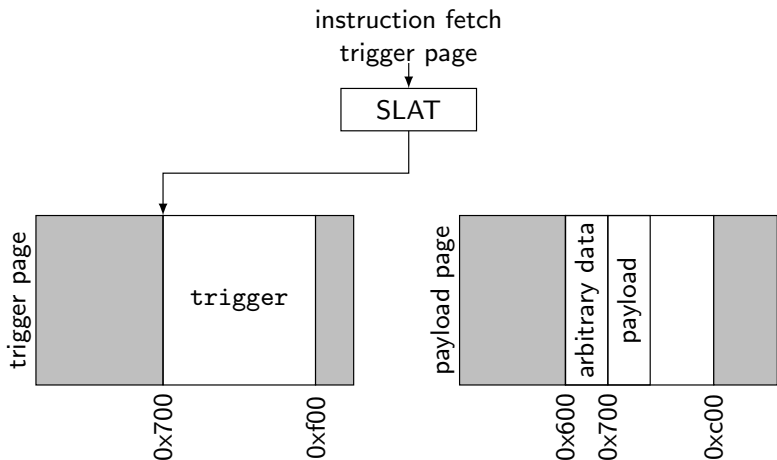 instruction fetch
trigger page
SLAT
trigger page
trigger
0x700
0xf00
payload page
arbitrary data
payload
0x600
0x700
0xc00